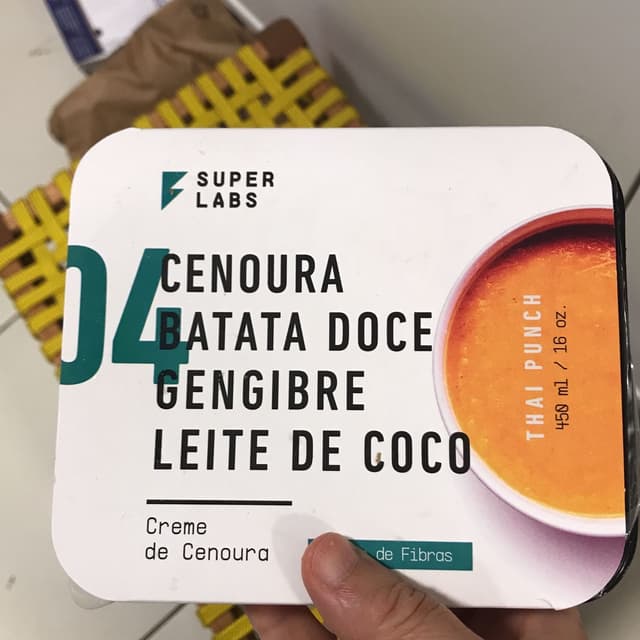 SUPER
LABS
04
CENOURA
BATATA DOCE
GENGIBRE
LEITE DE COCO
THAI PUNCH
450 ml / 16 oz.
Creme
de Cenoura
de Fibras